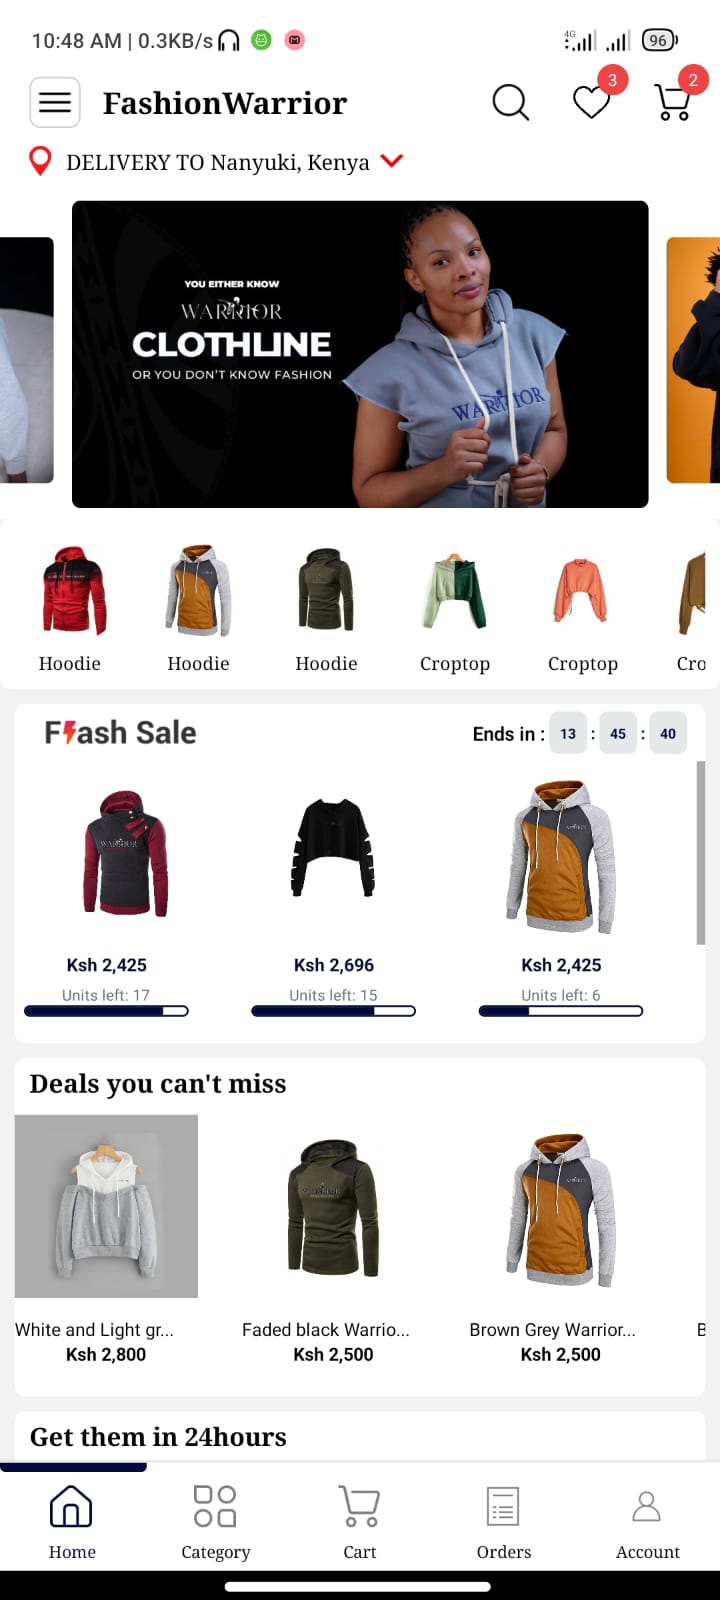 10:48 AM | 0.3KB/s
4G
96
FashionWarrior
3
2
DELIVERY TO Nanyuki, Kenya
YOU EITHER KNOW
WARRIOR
CLOTHLINE
OR YOU DON'T KNOW FASHION
WARRIOR
Hoodie
Hoodie
Hoodie
Croptop
Croptop
Cro
Flash Sale
Ends in : 13 : 45 : 40
WARRIOR
Ksh 2,425
Ksh 2,696
Ksh 2,425
Units left: 17
Units left: 15
Units left: 6
Deals you can't miss
White and Light gr...
Faded black Warrio...
Brown Grey Warrior...
B
Ksh 2,800
Ksh 2,500
Ksh 2,500
Get them in 24hours
Home
Category
Cart
Orders
Account